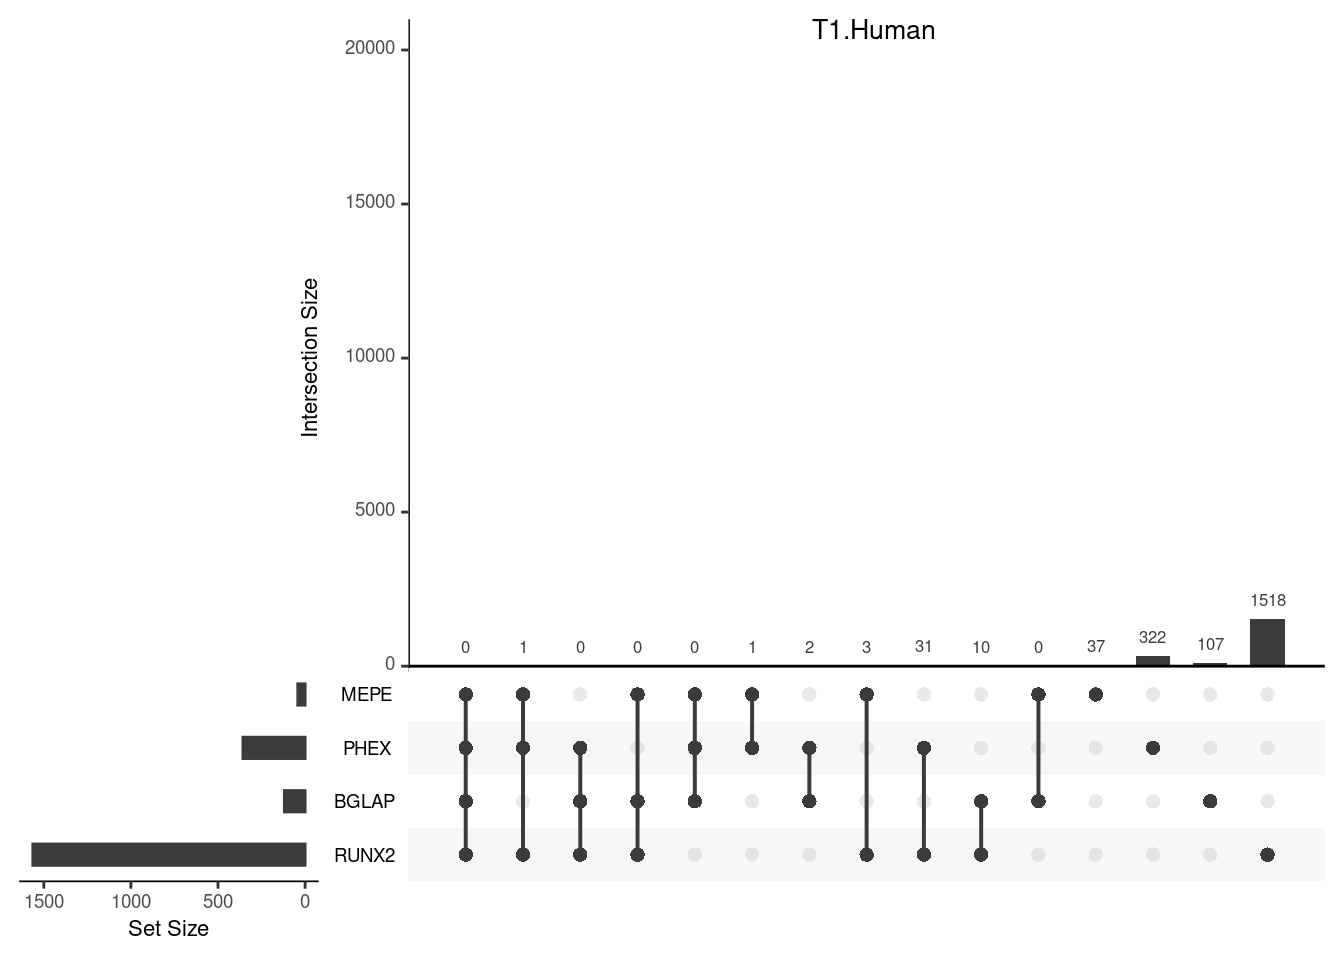 T1.Human
20000
15000
10000
5000
0
Intersection Size
0 1 0 0 0 1 2 3 31 10 0 37 322 107 1518
MEPE
PHEX
BGLAP
RUNX2
1500 1000 500 0
Set Size